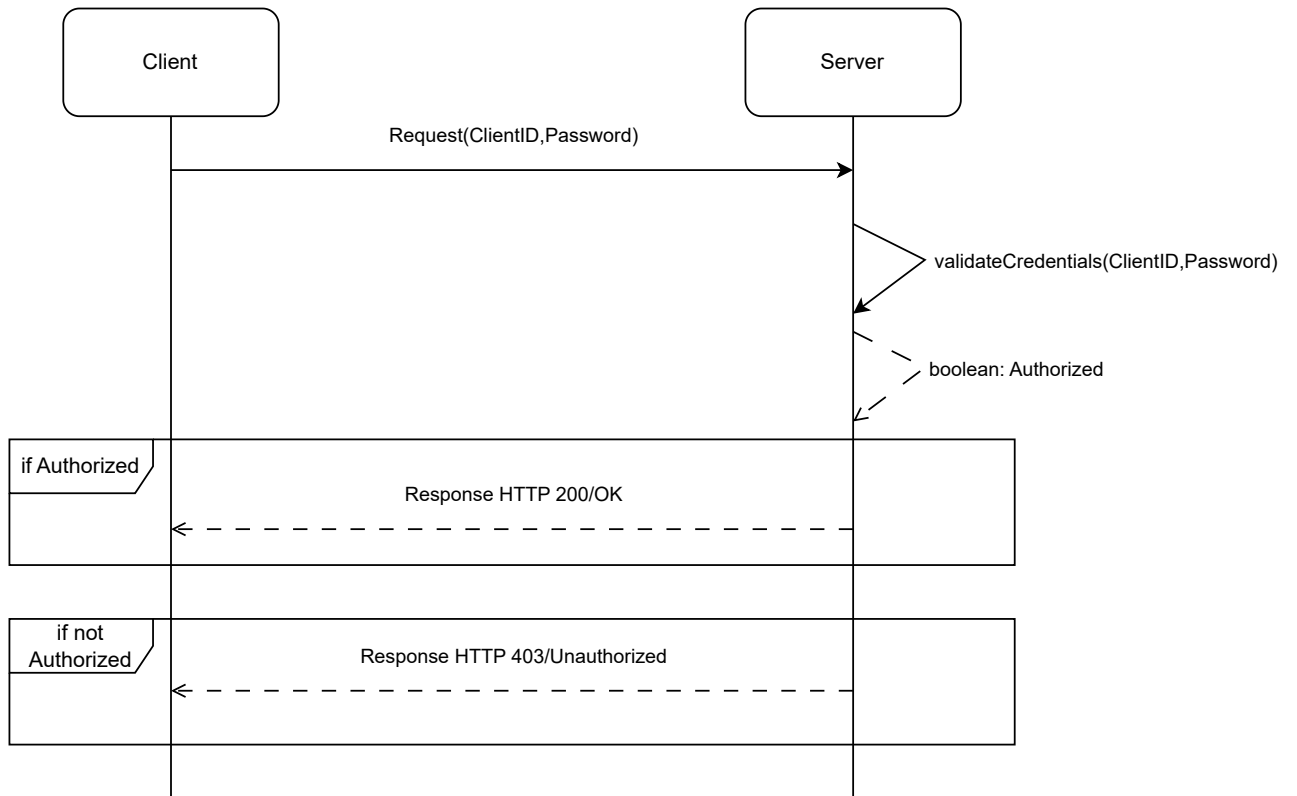 Client
Server
Request(ClientID,Password)
validateCredentials(ClientID,Password)
boolean: Authorized
if Authorized
Response HTTP 200/OK
if not
Authorized
Response HTTP 403/Unauthorized